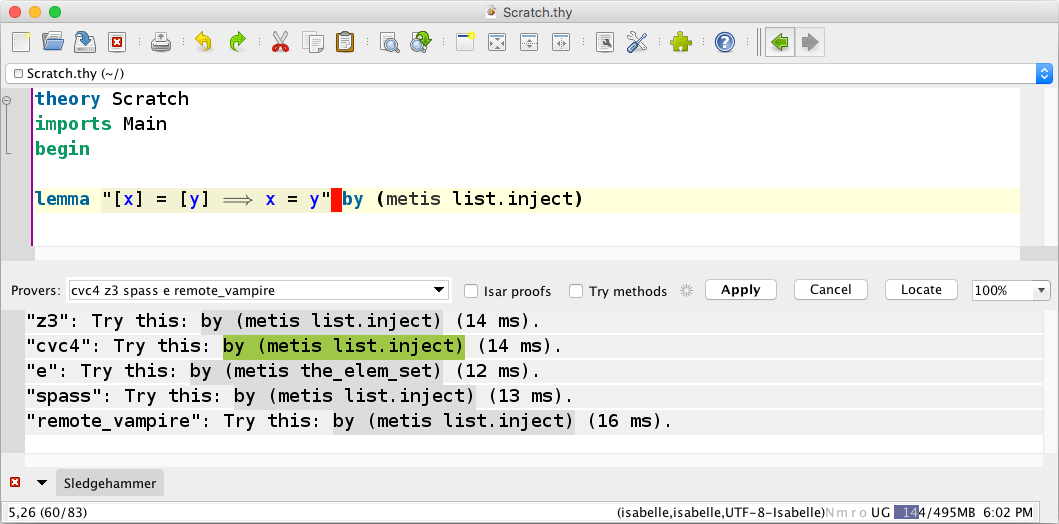 Scratch.thy
Scratch.thy (~/)
theory Scratch
imports Main
begin
lemma "[x] = [y] ⟹ x = y" by (metis list.inject)
Provers: cvc4 z3 spass e remote_vampire Isar proofs Try methods Apply Cancel Locate 100%
"z3": Try this: by (metis list.inject) (14 ms).
"cvc4": Try this: by (metis list.inject) (14 ms).
"e": Try this: by (metis the_elem_set) (12 ms).
"spass": Try this: by (metis list.inject) (13 ms).
"remote_vampire": Try this: by (metis list.inject) (16 ms).
Sledgehammer
5,26 (60/83) (isabelle,isabelle,UTF-8-Isabelle)N m r o UG 144/495MB 6:02 PM